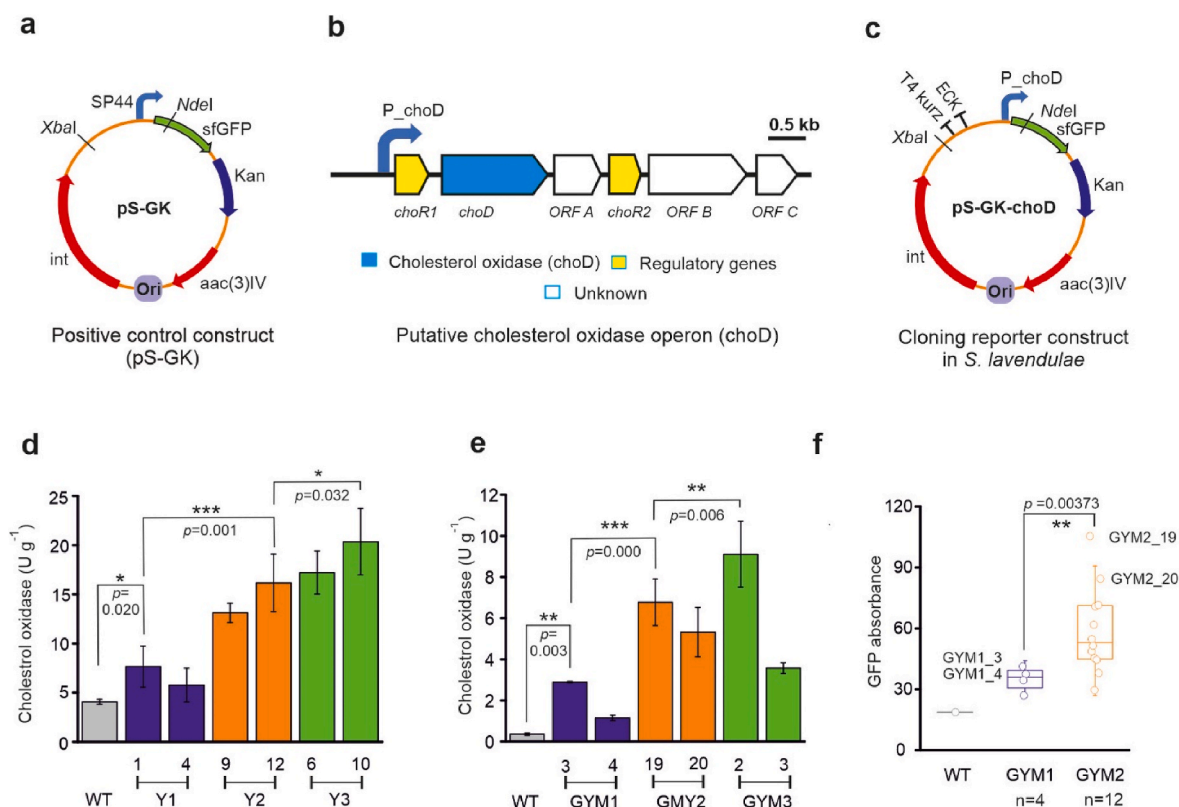 a
SP44
NdeI
XbaI
sfGFP
Kan
pS-GK
int
Ori
aac(3)IV
Positive control construct
(pS-GK)
b
P_choD
0.5 kb
choR1 choD ORF A choR2 ORF B ORF C
Cholesterol oxidase (choD) Regulatory genes
Unknown
Putative cholesterol oxidase operon (choD)
c
P_choD
ECK
T4 kurz
NdeI
XbaI
sfGFP
Kan
pS-GK-choD
int
Ori
aac(3)IV
Cloning reporter construct
in S. lavendulae
d
Cholestrol oxidase (U g-1)
25
20
15
10
5
0
*
p=
0.020
***
p=0.001
*
p=0.032
1 4 9 12 6 10
WT Y1 Y2 Y3
e
Cholestrol oxidase (U g-1)
12
10
8
6
4
2
0
**
p=
0.003
***
p=0.000
**
p=0.006
3 4 19 20 2 3
WT GYM1 GMY2 GYM3
f
GFP absorbance
120
90
60
30
0
p =0.00373
**
GYM2_19
GYM2_20
GYM1_3
GYM1_4
WT GYM1 GYM2
n=4 n=12